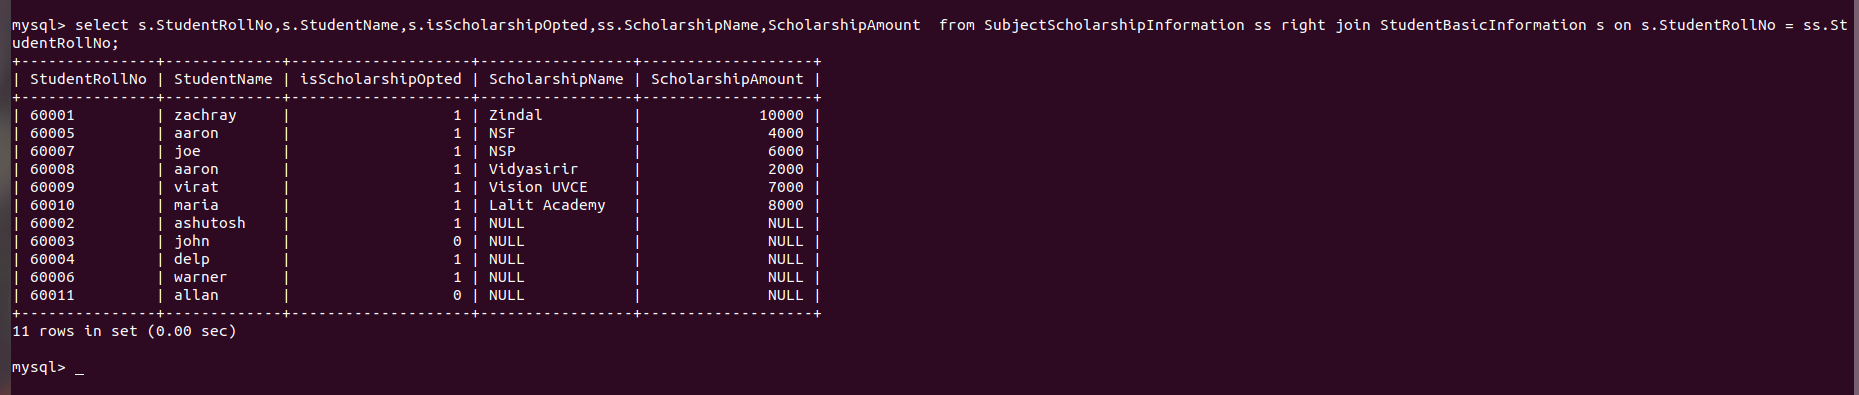 mysql> select s.StudentRollNo,s.StudentName,s.isScholarshipOpted,ss.ScholarshipName,ScholarshipAmount  from SubjectScholarshipInformation ss right join StudentBasicInformation s on s.StudentRollNo = ss.St
udentRollNo;
+---------------+-------------+--------------------+-----------------+-------------------+
| StudentRollNo | StudentName | isScholarshipOpted | ScholarshipName | ScholarshipAmount |
+---------------+-------------+--------------------+-----------------+-------------------+
| 60001         | zachray     |                  1 | Zindal          |             10000 |
| 60005         | aaron       |                  1 | NSF             |              4000 |
| 60007         | joe         |                  1 | NSP             |              6000 |
| 60008         | aaron       |                  1 | Vidyasirir      |              2000 |
| 60009         | virat       |                  1 | Vision UVCE     |              7000 |
| 60010         | maria       |                  1 | Lalit Academy   |              8000 |
| 60002         | ashutosh    |                  1 | NULL            |              NULL |
| 60003         | john        |                  0 | NULL            |              NULL |
| 60004         | delp        |                  1 | NULL            |              NULL |
| 60006         | warner      |                  1 | NULL            |              NULL |
| 60011         | allan       |                  0 | NULL            |              NULL |
+---------------+-------------+--------------------+-----------------+-------------------+
11 rows in set (0.00 sec)
mysql> _